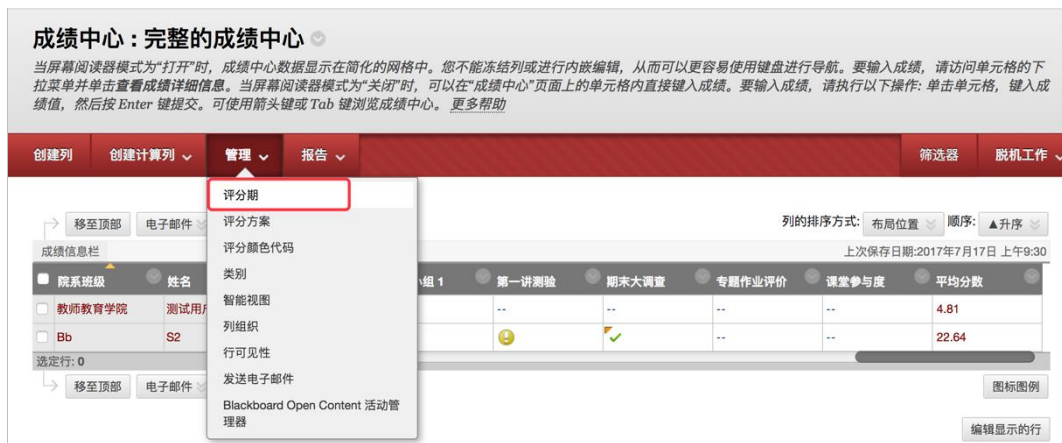 成绩中心 : 完整的成绩中心
当屏幕阅读器模式为“打开”时，成绩中心数据显示在简化的网格中。您不能冻结列或进行内嵌编辑，从而可以更容易使用键盘进行导航。要输入成绩，请访问单元格的下
拉菜单并单击查看成绩详细信息。当屏幕阅读器模式为“关闭”时，可以在“成绩中心”页面上的单元格内直接键入成绩。要输入成绩，请执行以下操作: 单击单元格，键入成
绩值，然后按 Enter 键提交。可使用箭头键或 Tab 键浏览成绩中心。 更多帮助
创建列 创建计算列 管理 报告 筛选器 脱机工作
评分期
评分方案
评分颜色代码
类别
智能视图
列组织
行可见性
发送电子邮件
Blackboard Open Content 活动管
理器
移至顶部 电子邮件 列的排序方式: 布局位置 顺序: ▲升序
成绩信息栏 上次保存日期:2017年7月17日 上午9:30
院系班级 姓名 组 1 第一讲测验 期末大调查 专题作业评价 课堂参与度 平均分数
教师教育学院 测试用 -- -- -- -- 4.81
Bb S2 -- -- 22.64
选定行: 0
移至顶部 电子邮件 图标图例
编辑显示的行